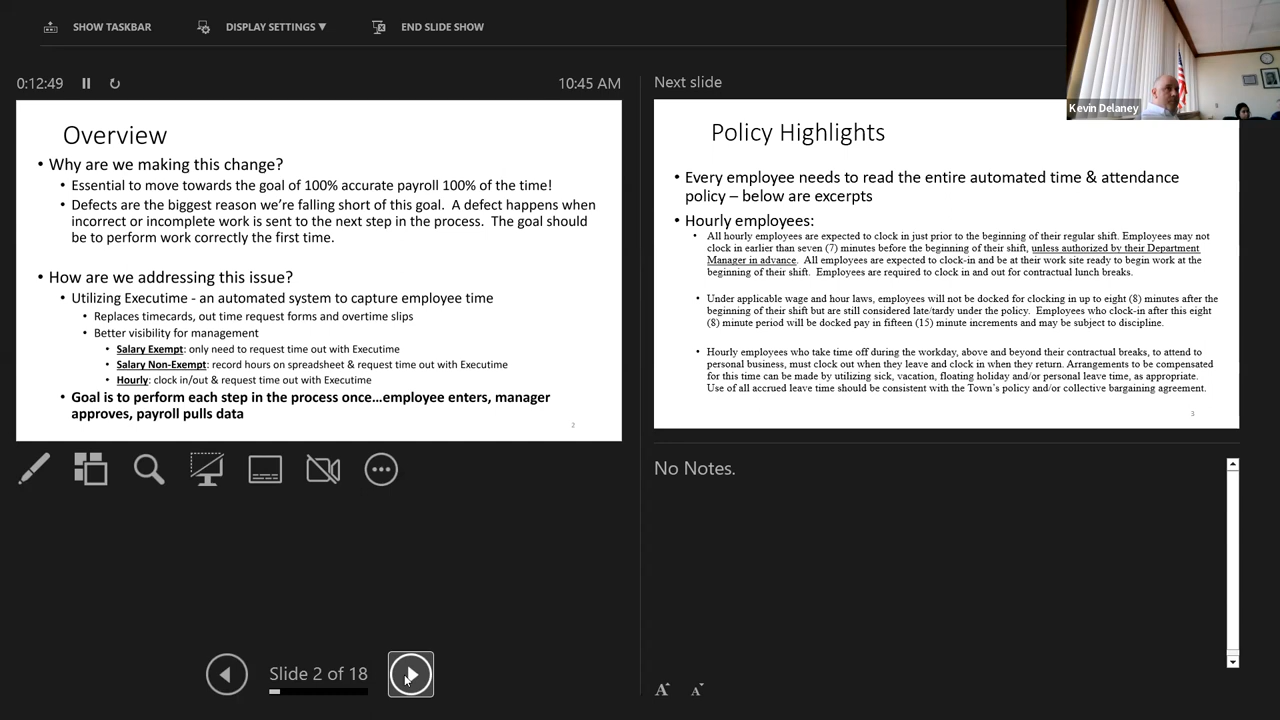 SHOW TASKBAR
DISPLAY SETTINGS ▼
END SLIDE SHOW
0:12:49
10:45 AM
Overview
• Why are we making this change?
• Essential to move towards the goal of 100% accurate payroll 100% of the time!
• Defects are the biggest reason we’re falling short of this goal. A defect happens when
incorrect or incomplete work is sent to the next step in the process. The goal should
be to perform work correctly the first time.
• How are we addressing this issue?
• Utilizing Executime - an automated system to capture employee time
• Replaces timecards, out time request forms and overtime slips
• Better visibility for management
• Salary Exempt: only need to request time out with Executime
• Salary Non-Exempt: record hours on spreadsheet & request time out with Executime
• Hourly: clock in/out & request time out with Executime
• Goal is to perform each step in the process once…employee enters, manager
approves, payroll pulls data
2
Slide 2 of 18
Next slide
Kevin Delaney
Policy Highlights
• Every employee needs to read the entire automated time & attendance
policy – below are excerpts
• Hourly employees:
• All hourly employees are expected to clock in just prior to the beginning of their regular shift. Employees may not
clock in earlier than seven (7) minutes before the beginning of their shift, unless authorized by their Department
Manager in advance. All employees are expected to clock-in and be at their work site ready to begin work at the
beginning of their shift. Employees are required to clock in and out for contractual lunch breaks.
• Under applicable wage and hour laws, employees will not be docked for clocking in up to eight (8) minutes after the
beginning of their shift but are still considered late/tardy under the policy. Employees who clock-in after this eight
(8) minute period will be docked pay in fifteen (15) minute increments and may be subject to discipline.
• Hourly employees who take time off during the workday, above and beyond their contractual breaks, to attend to
personal business, must clock out when they leave and clock in when they return. Arrangements to be compensated
for this time can be made by utilizing sick, vacation, floating holiday and/or personal leave time, as appropriate.
Use of all accrued leave time should be consistent with the Town’s policy and/or collective bargaining agreement.
3
No Notes.
A A